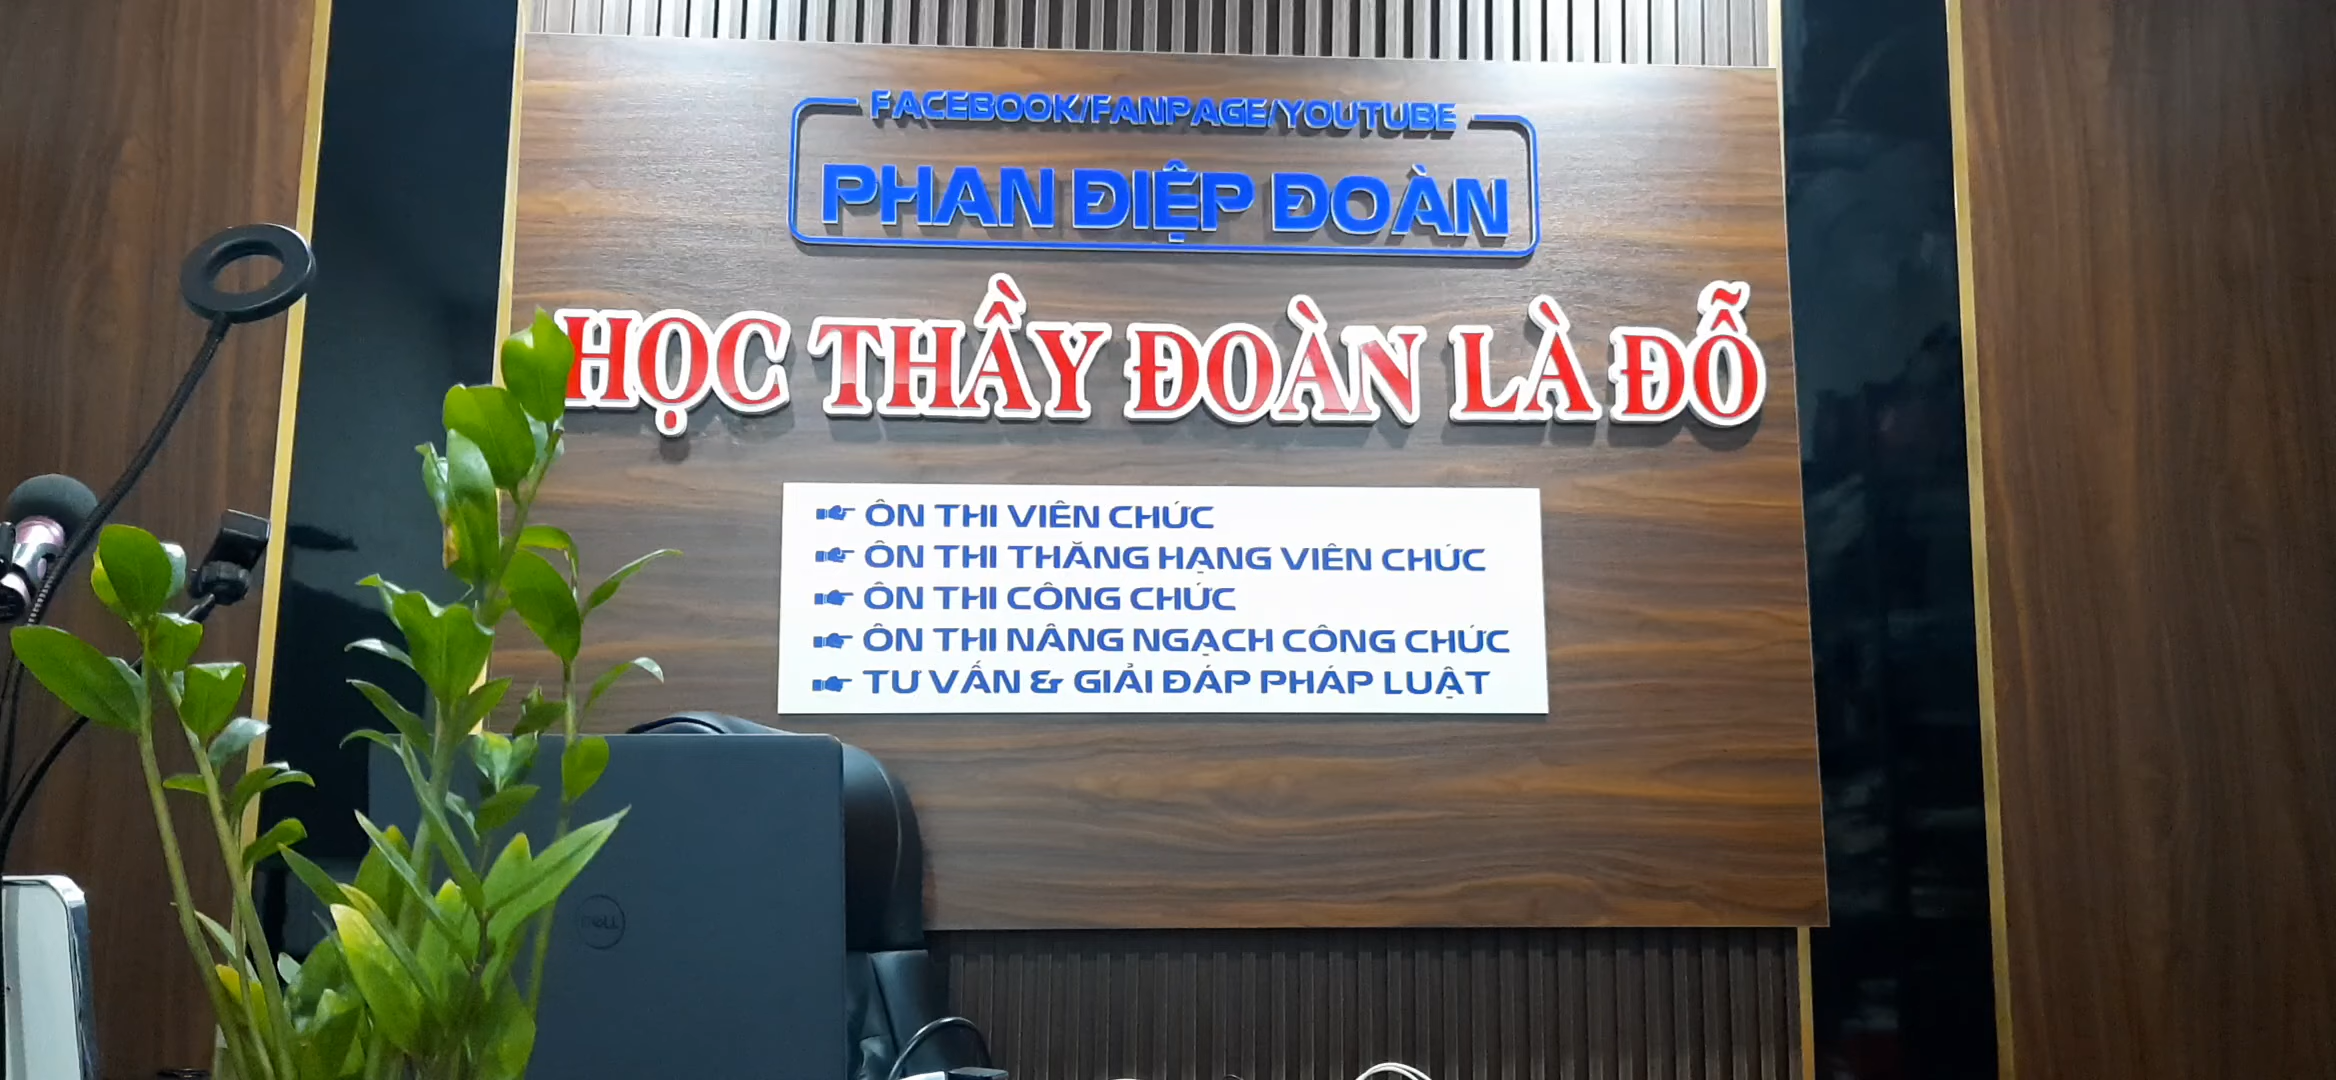 FACEBOOK/FANPAGE/YOUTUBE
PHAN ĐIỆP ĐOÀN
HỌC THẦY ĐOÀN LÀ ĐỖ
ÔN THI VIÊN CHỨC
ÔN THI THĂNG HẠNG VIÊN CHỨC
ÔN THI CÔNG CHỨC
ÔN THI NÂNG NGẠCH CÔNG CHỨC
TƯ VẤN & GIẢI ĐÁP PHÁP LUẬT
DELL